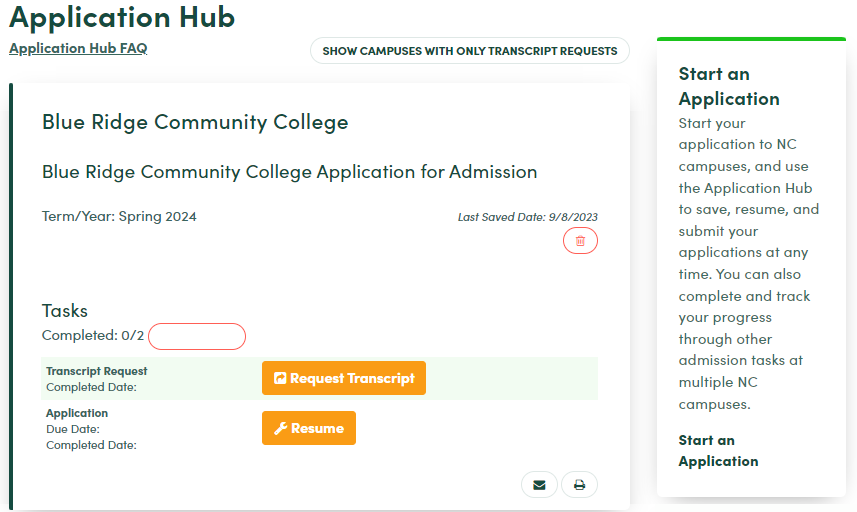 Application Hub
Application Hub FAQ
SHOW CAMPUSES WITH ONLY TRANSCRIPT REQUESTS
Blue Ridge Community College
Blue Ridge Community College Application for Admission
Term/Year: Spring 2024
Last Saved Date: 9/8/2023
Tasks
Completed: 0/2
Transcript Request
Completed Date:
Request Transcript
Application
Due Date:
Completed Date:
Resume
Start an
Application
Start your
application to NC
campuses, and use
the Application Hub
to save, resume, and
submit your
applications at any
time. You can also
complete and track
your progress
through other
admission tasks at
multiple NC
campuses.
Start an
Application